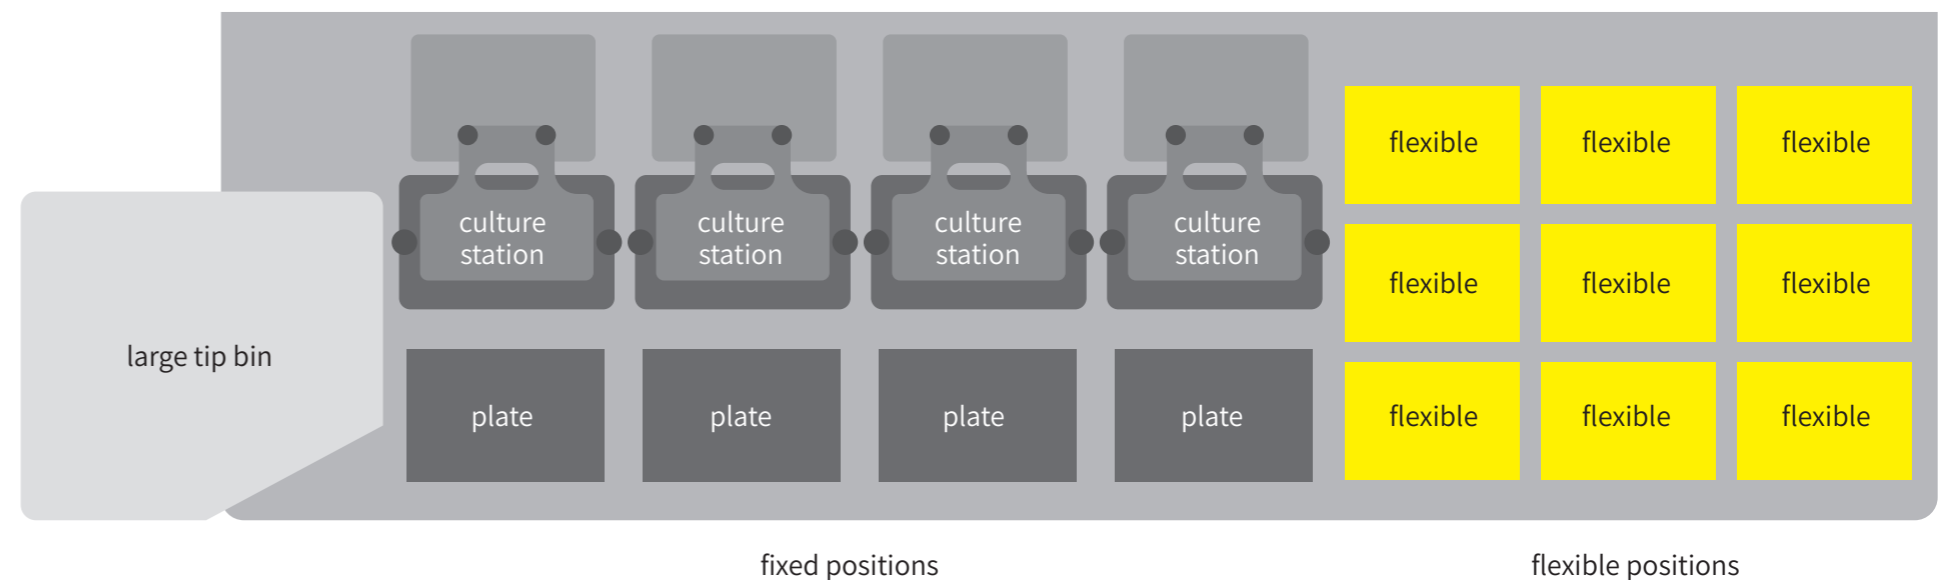 flexible flexible flexible
culture station culture station culture station culture station
flexible flexible flexible
large tip bin
plate plate plate plate flexible flexible flexible
fixed positions flexible positions